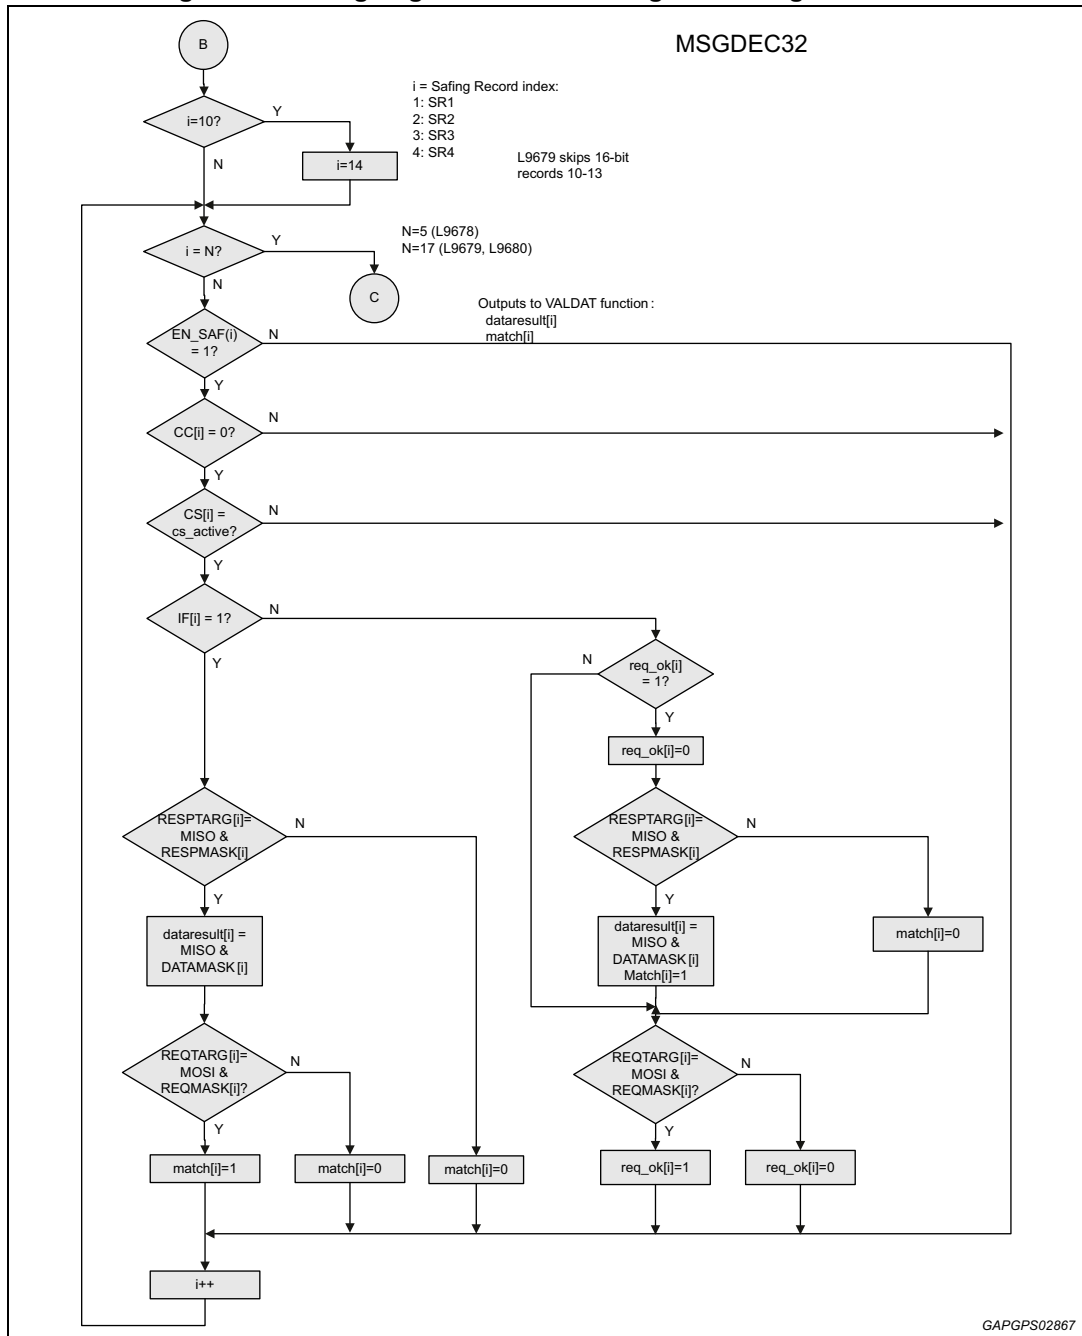 MSGDEC32
B
i = Safing Record index:
1: SR1
2: SR2
3: SR3
4: SR4
i=10?
Y
N
i=14
L9679 skips 16-bit
records 10-13
i = N?
Y
N
N=5 (L9678)
N=17 (L9679, L9680)
C
Outputs to VALDAT function :
dataresult[i]
match[i]
EN_SAF(i)
= 1?
N
Y
CC[i] = 0?
N
Y
CS[i] =
cs_active?
N
Y
IF[i] = 1?
N
Y
req_ok[i]
= 1?
N
Y
req_ok[i]=0
RESPTARG[i]=
MISO &
RESPMASK[i]
N
Y
RESPTARG[i]=
MISO &
RESPMASK[i]
N
Y
dataresult[i] =
MISO &
DATAMASK [i]
dataresult[i] =
MISO &
DATAMASK[i]
Match[i]=1
match[i]=0
REQTARG[i]=
MOSI &
REQMASK[i]?
N
Y
REQTARG[i]=
MOSI &
REQMASK[i]?
N
Y
match[i]=1
match[i]=0
match[i]=0
req_ok[i]=1
req_ok[i]=0
i++
GAPGPS02867